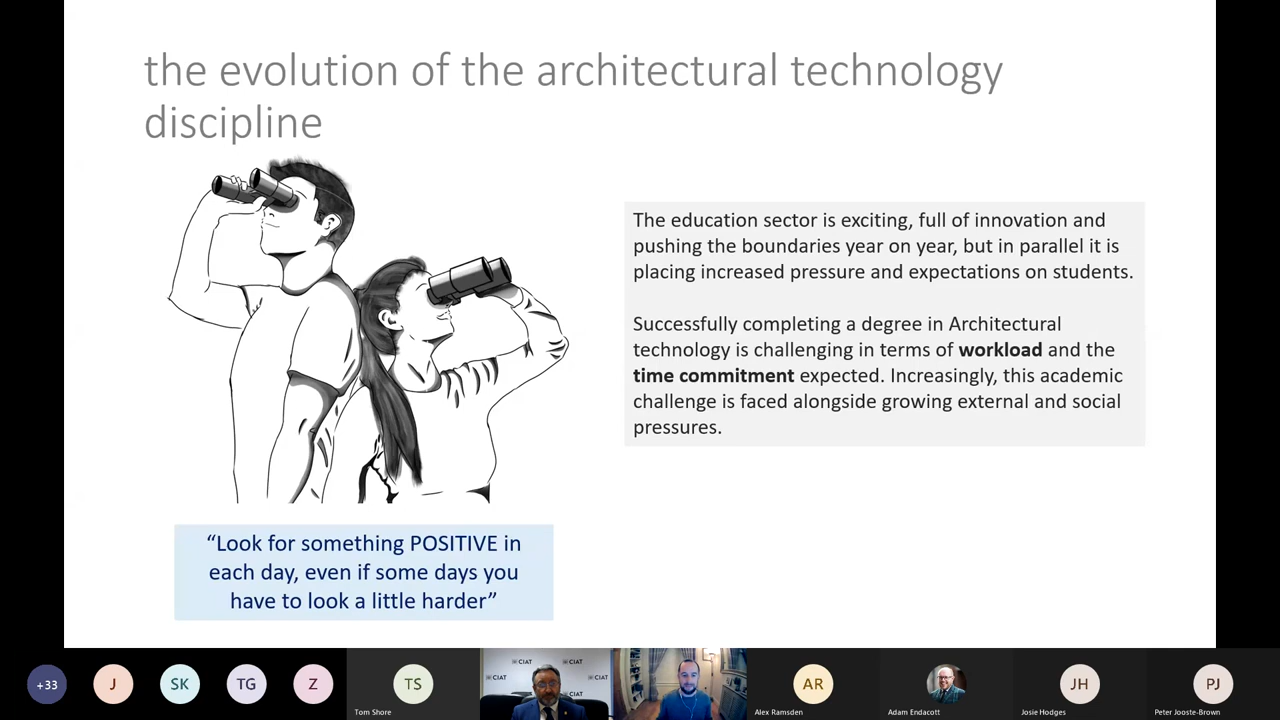 the evolution of the architectural technology
discipline
The education sector is exciting, full of innovation and
pushing the boundaries year on year, but in parallel it is
placing increased pressure and expectations on students.
Successfully completing a degree in Architectural
technology is challenging in terms of workload and the
time commitment expected. Increasingly, this academic
challenge is faced alongside growing external and social
pressures.
“Look for something POSITIVE in
each day, even if some days you
have to look a little harder”
+33
J
SK
TG
Z
TS
Tom Shore
CIAT
CIAT
CIAT
CIAT
CIAT
AR
Alex Ramsden
Adam Endacott
JH
Josie Hodges
PJ
Peter Jooste-Brown